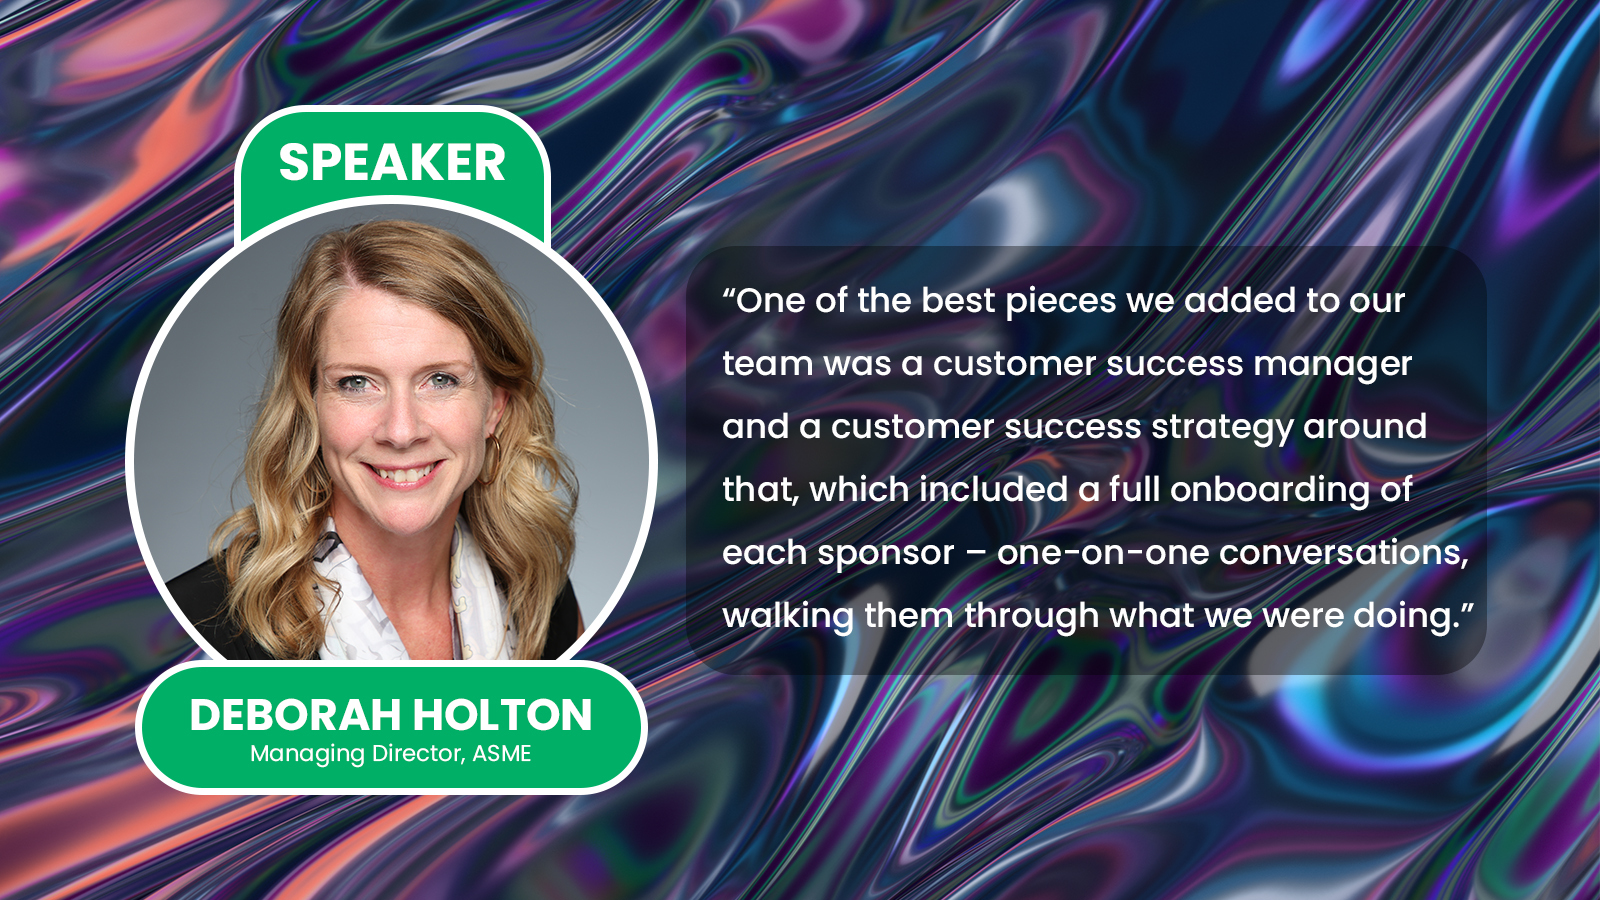 SPEAKER
DEBORAH HOLTON
Managing Director, ASME
“One of the best pieces we added to our
team was a customer success manager
and a customer success strategy around
that, which included a full onboarding of
each sponsor – one-on-one conversations,
walking them through what we were doing.”